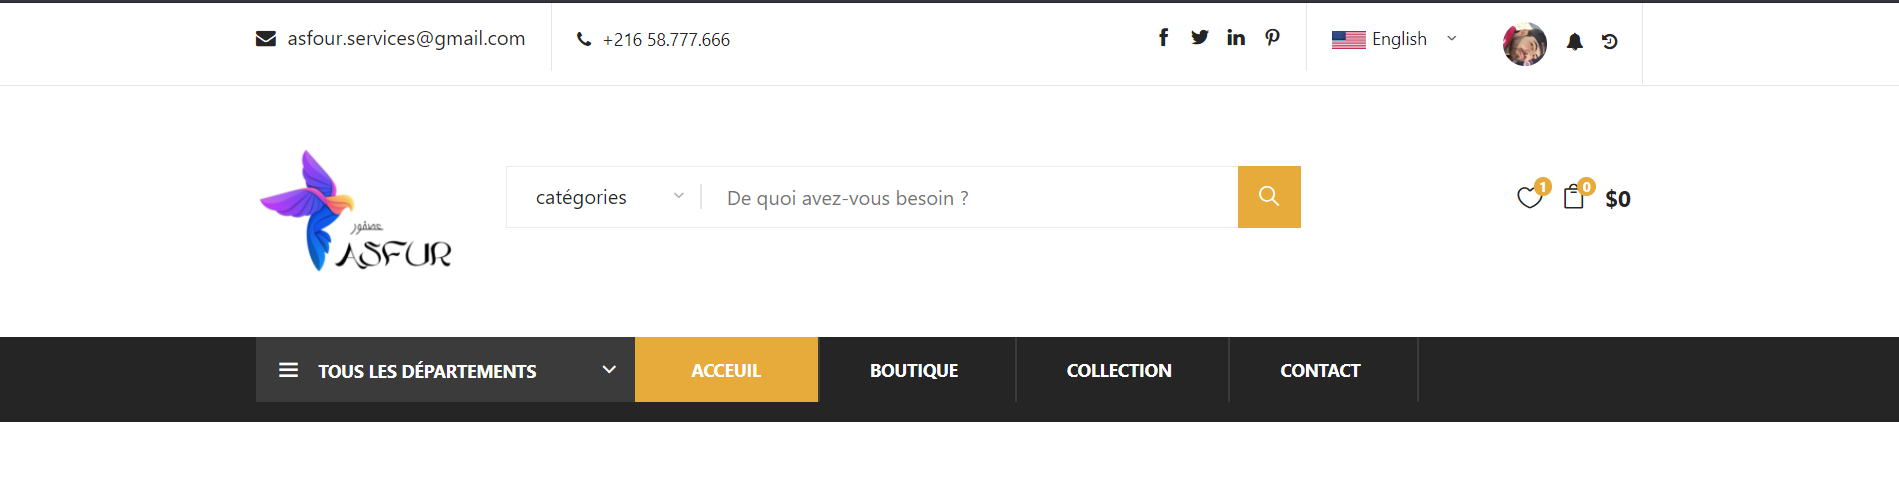 asfour.services@gmail.com
+216 58.777.666
English
عصفور
ASFUR
catégories
De quoi avez-vous besoin ?
1
0
$0
TOUS LES DÉPARTEMENTS
ACCEUIL
BOUTIQUE
COLLECTION
CONTACT